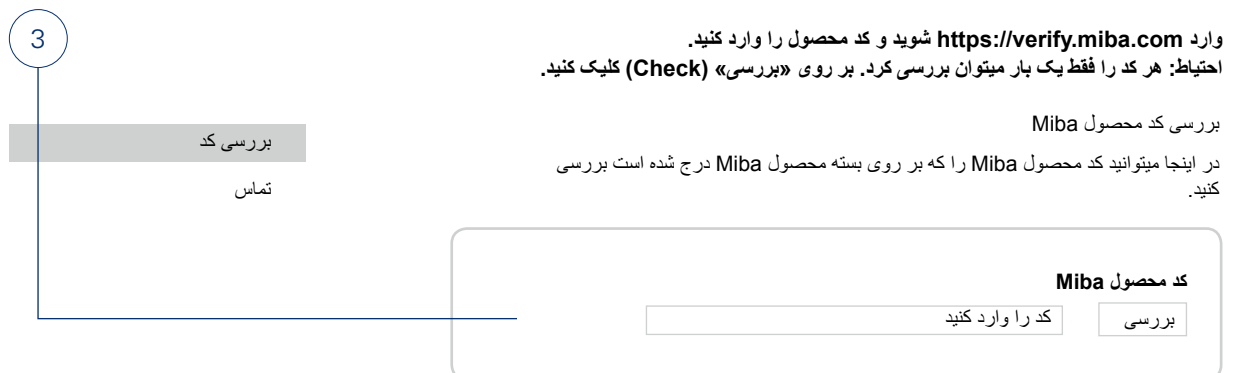 3
وارد https://verify.miba.com شوید و کد محصول را وارد کنید.
احتیاط: هر کد را فقط یک بار میتوان بررسی کرد. بر روی «بررسی» (Check) کلیک کنید.
بررسی کد محصول Miba
در اینجا میتوانید کد محصول Miba را که بر روی بسته محصول Miba درج شده است بررسی
کنید.
بررسی کد
تماس
کد محصول Miba
بررسی
کد را وارد کنید